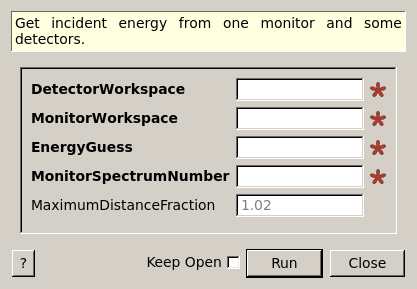 Get incident energy from one monitor and some
detectors.
DetectorWorkspace
MonitorWorkspace
EnergyGuess
MonitorSpectrumNumber
MaximumDistanceFraction 1.02
? Keep Open Run Close